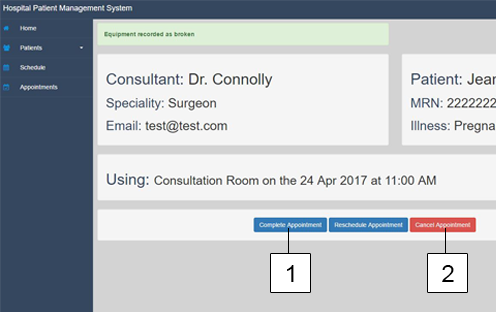 Hospital Patient Management System
Home
Patients
Schedule
Appointments
Equipment recorded as broken
Consultant: Dr. Connolly
Speciality: Surgeon
Email: test@test.com
Patient: Jear
MRN: 2222222
Illness: Pregna
Using: Consultation Room on the 24 Apr 2017 at 11:00 AM
Complete Appointment
Reschedule Appointment
Cancel Appointment
1
2